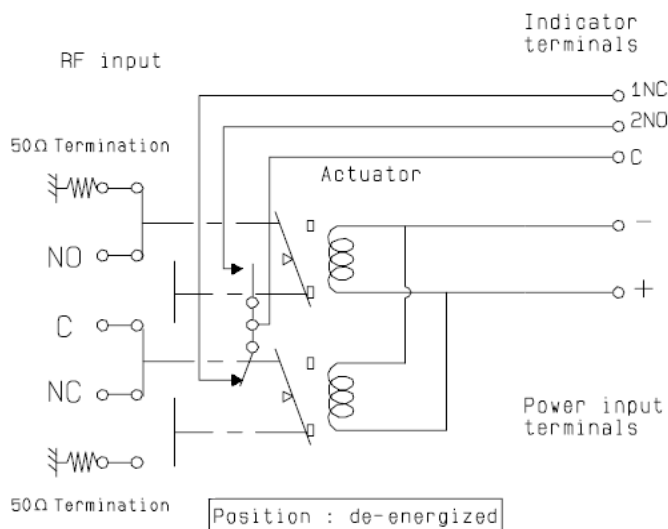 Indicator
terminals
RF input
1NC
2NO
50Ω Termination
C
Actuator
-
NO
+
C
NC
Power input
terminals
50Ω Termination
Position : de-energized